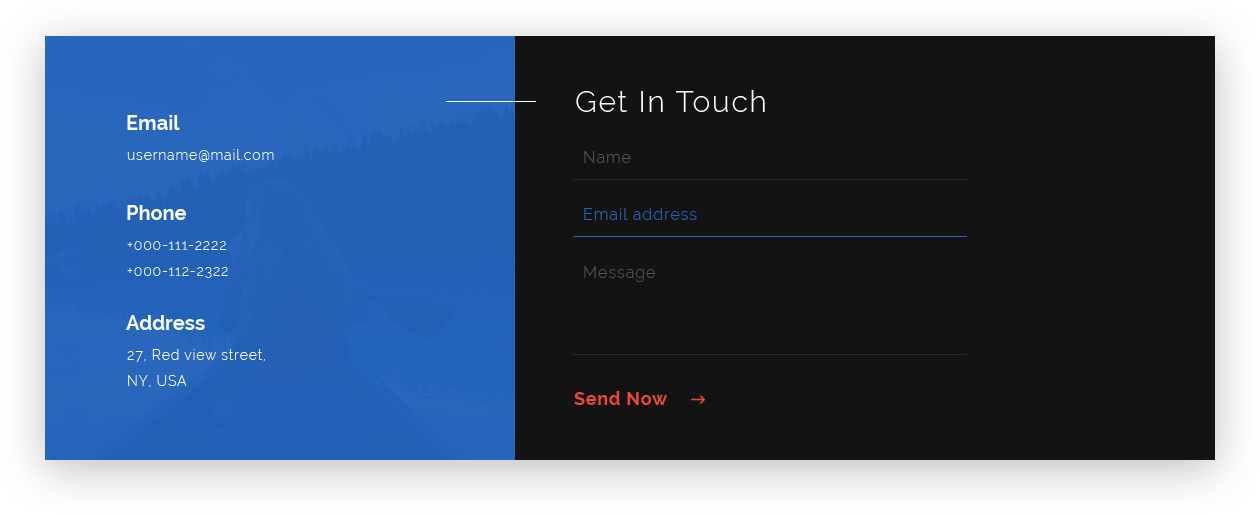 Email
username@mail.com
Phone
+000-111-2222
+000-112-2322
Address
27, Red view street,
NY, USA
Get In Touch
Name
Email address
Message
Send Now →